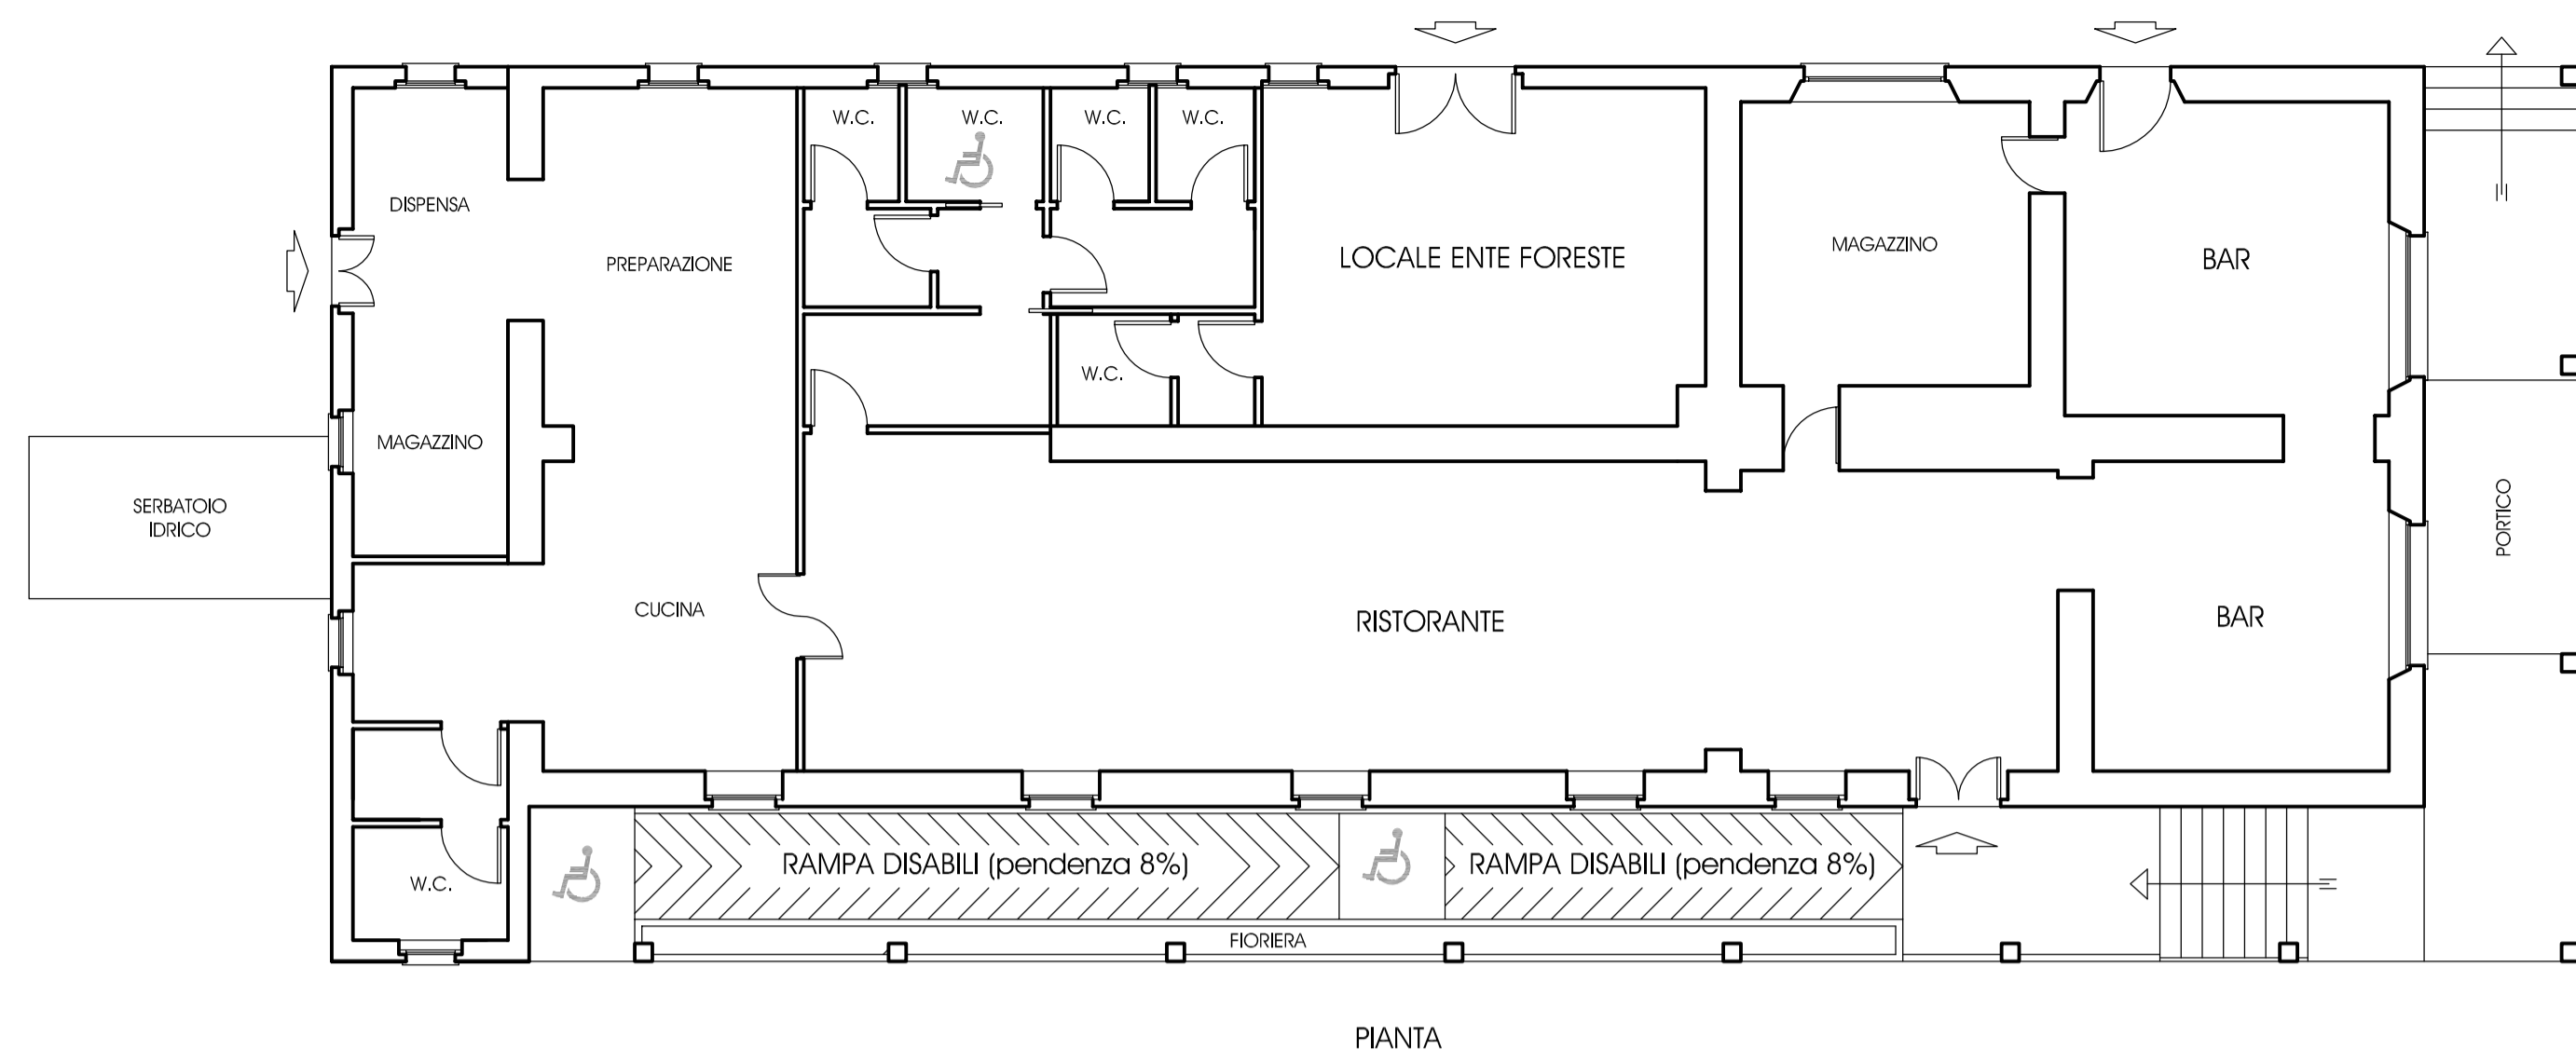 W.C.
W.C.
W.C.
W.C.
DISPENSA
PREPARAZIONE
LOCALE ENTE FORESTE
MAGAZZINO
BAR
W.C.
MAGAZZINO
SERBATOIO
IDRICO
PORTICO
CUCINA
RISTORANTE
BAR
RAMPA DISABILI (pendenza 8%)
RAMPA DISABILI (pendenza 8%)
W.C.
FIORIERA
PIANTA